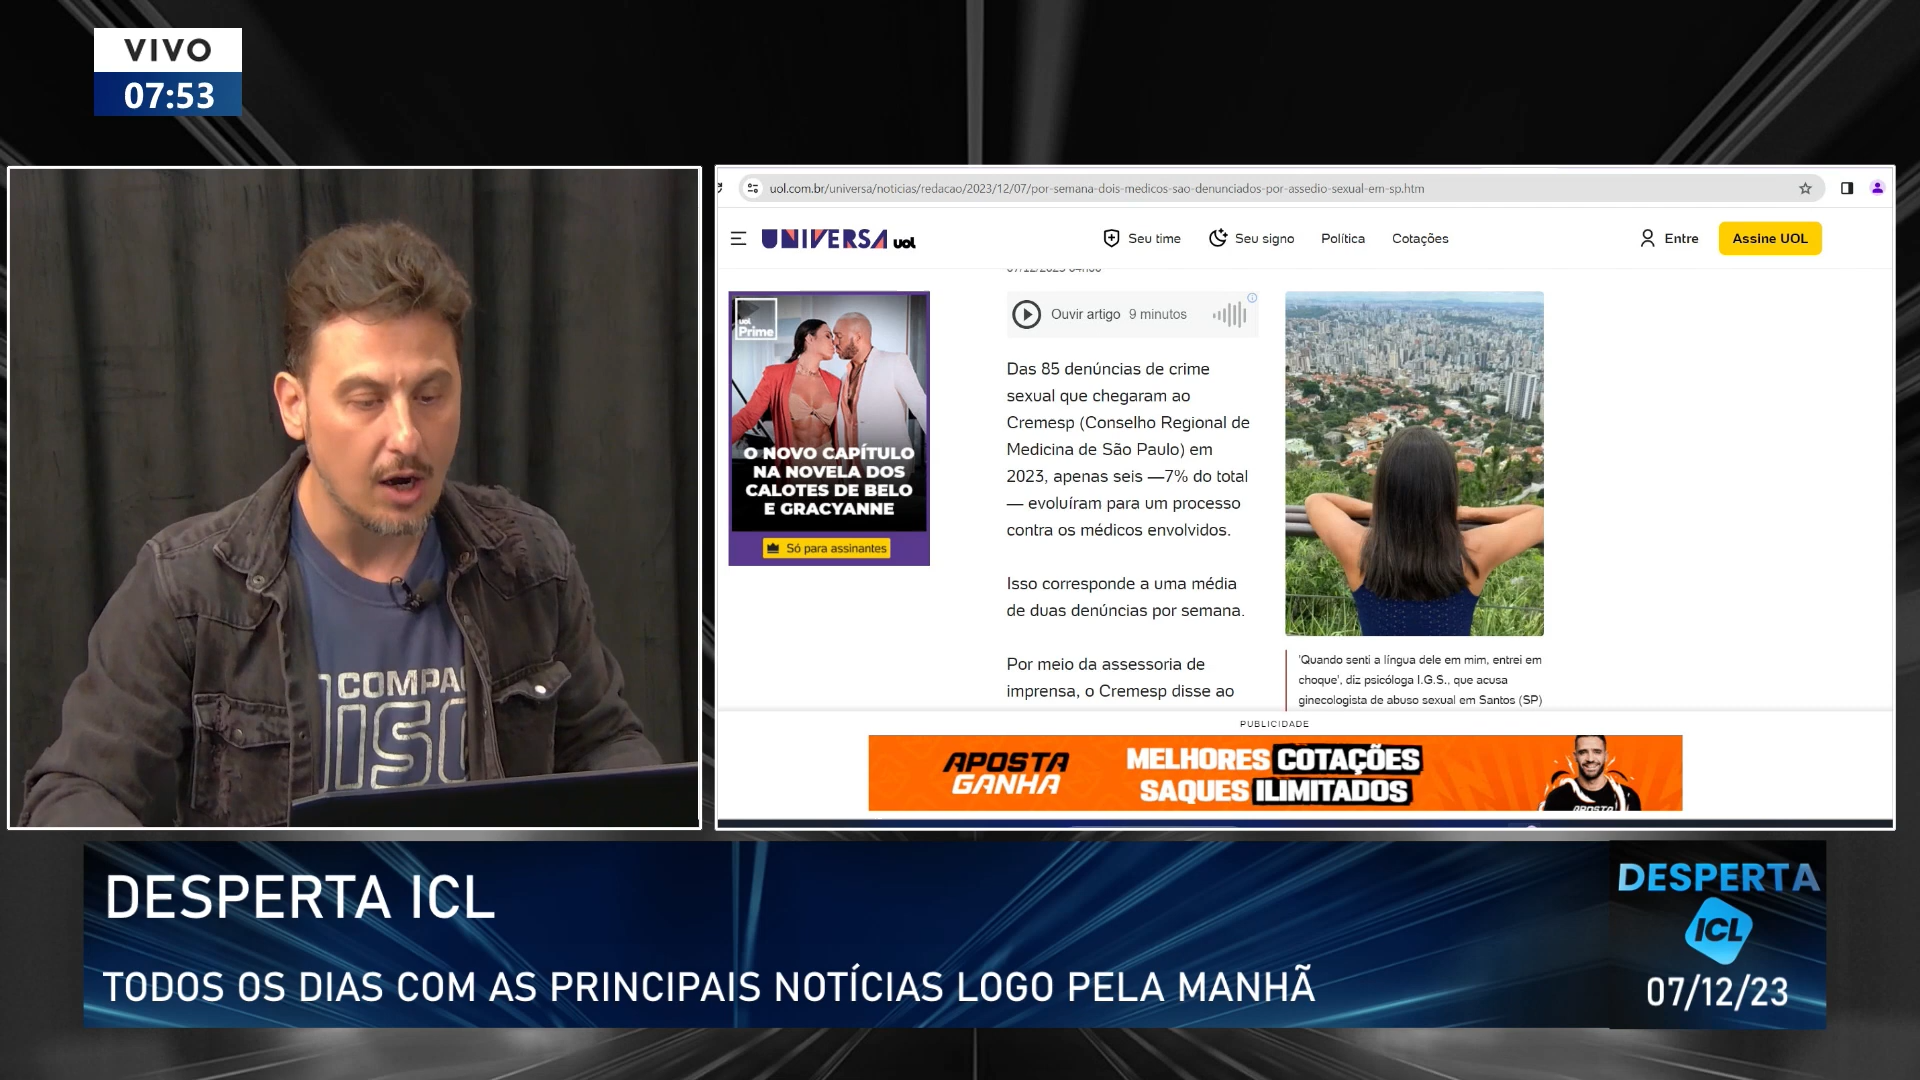 VIVO
07:53
uol.com.br/universa/noticias/redacao/2023/12/07/por-semana-dois-medicos-sao-denunciados-por-assedio-sexual-em-sp.htm
UNIVERSA uol
Seu time
Seu signo
Política
Cotações
Entre
Assine UOL
uol
Prime
O NOVO CAPÍTULO
NA NOVELA DOS
CALOTES DE BELO
E GRACYANNE
Só para assinantes
Ouvir artigo 9 minutos
Das 85 denúncias de crime
sexual que chegaram ao
Cremesp (Conselho Regional de
Medicina de São Paulo) em
2023, apenas seis —7% do total
— evoluíram para um processo
contra os médicos envolvidos.
Isso corresponde a uma média
de duas denúncias por semana.
Por meio da assessoria de
imprensa, o Cremesp disse ao
'Quando senti a língua dele em mim, entrei em
choque', diz psicóloga I.G.S., que acusa
ginecologista de abuso sexual em Santos (SP)
PUBLICIDADE
APOSTA
GANHA
MELHORES COTAÇÕES
SAQUES ILIMITADOS
APOSTA
COMPA
DISC
DESPERTA ICL
TODOS OS DIAS COM AS PRINCIPAIS NOTÍCIAS LOGO PELA MANHÃ
DESPERTA
ICL
07/12/23